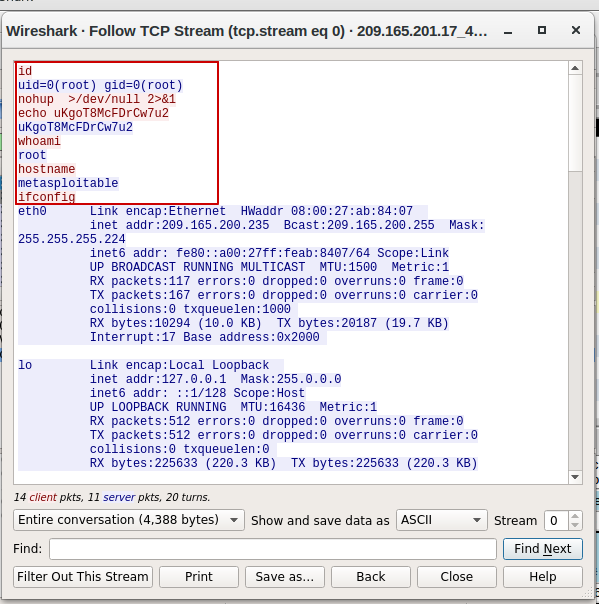 Wireshark · Follow TCP Stream (tcp.stream eq 0) · 209.165.201.17_4…
id
uid=0(root) gid=0(root)
nohup  >/dev/null 2>&1
echo uKgoT8McFDrCw7u2
uKgoT8McFDrCw7u2
whoami
root
hostname
metasploitable
ifconfig
eth0      Link encap:Ethernet  HWaddr 08:00:27:ab:84:07
inet addr:209.165.200.235  Bcast:209.165.200.255  Mask:
255.255.255.224
inet6 addr: fe80::a00:27ff:feab:8407/64 Scope:Link
UP BROADCAST RUNNING MULTICAST  MTU:1500  Metric:1
RX packets:117 errors:0 dropped:0 overruns:0 frame:0
TX packets:167 errors:0 dropped:0 overruns:0 carrier:0
collisions:0 txqueuelen:1000
RX bytes:10294 (10.0 KB)  TX bytes:20187 (19.7 KB)
Interrupt:17 Base address:0x2000
lo        Link encap:Local Loopback
inet addr:127.0.0.1  Mask:255.0.0.0
inet6 addr: ::1/128 Scope:Host
UP LOOPBACK RUNNING  MTU:16436  Metric:1
RX packets:512 errors:0 dropped:0 overruns:0 frame:0
TX packets:512 errors:0 dropped:0 overruns:0 carrier:0
collisions:0 txqueuelen:0
RX bytes:225633 (220.3 KB)  TX bytes:225633 (220.3 KB)
14 client pkts, 11 server pkts, 20 turns.
Entire conversation (4,388 bytes) Show and save data as ASCII Stream 0
Find: Find Next
Filter Out This Stream Print Save as… Back Close Help